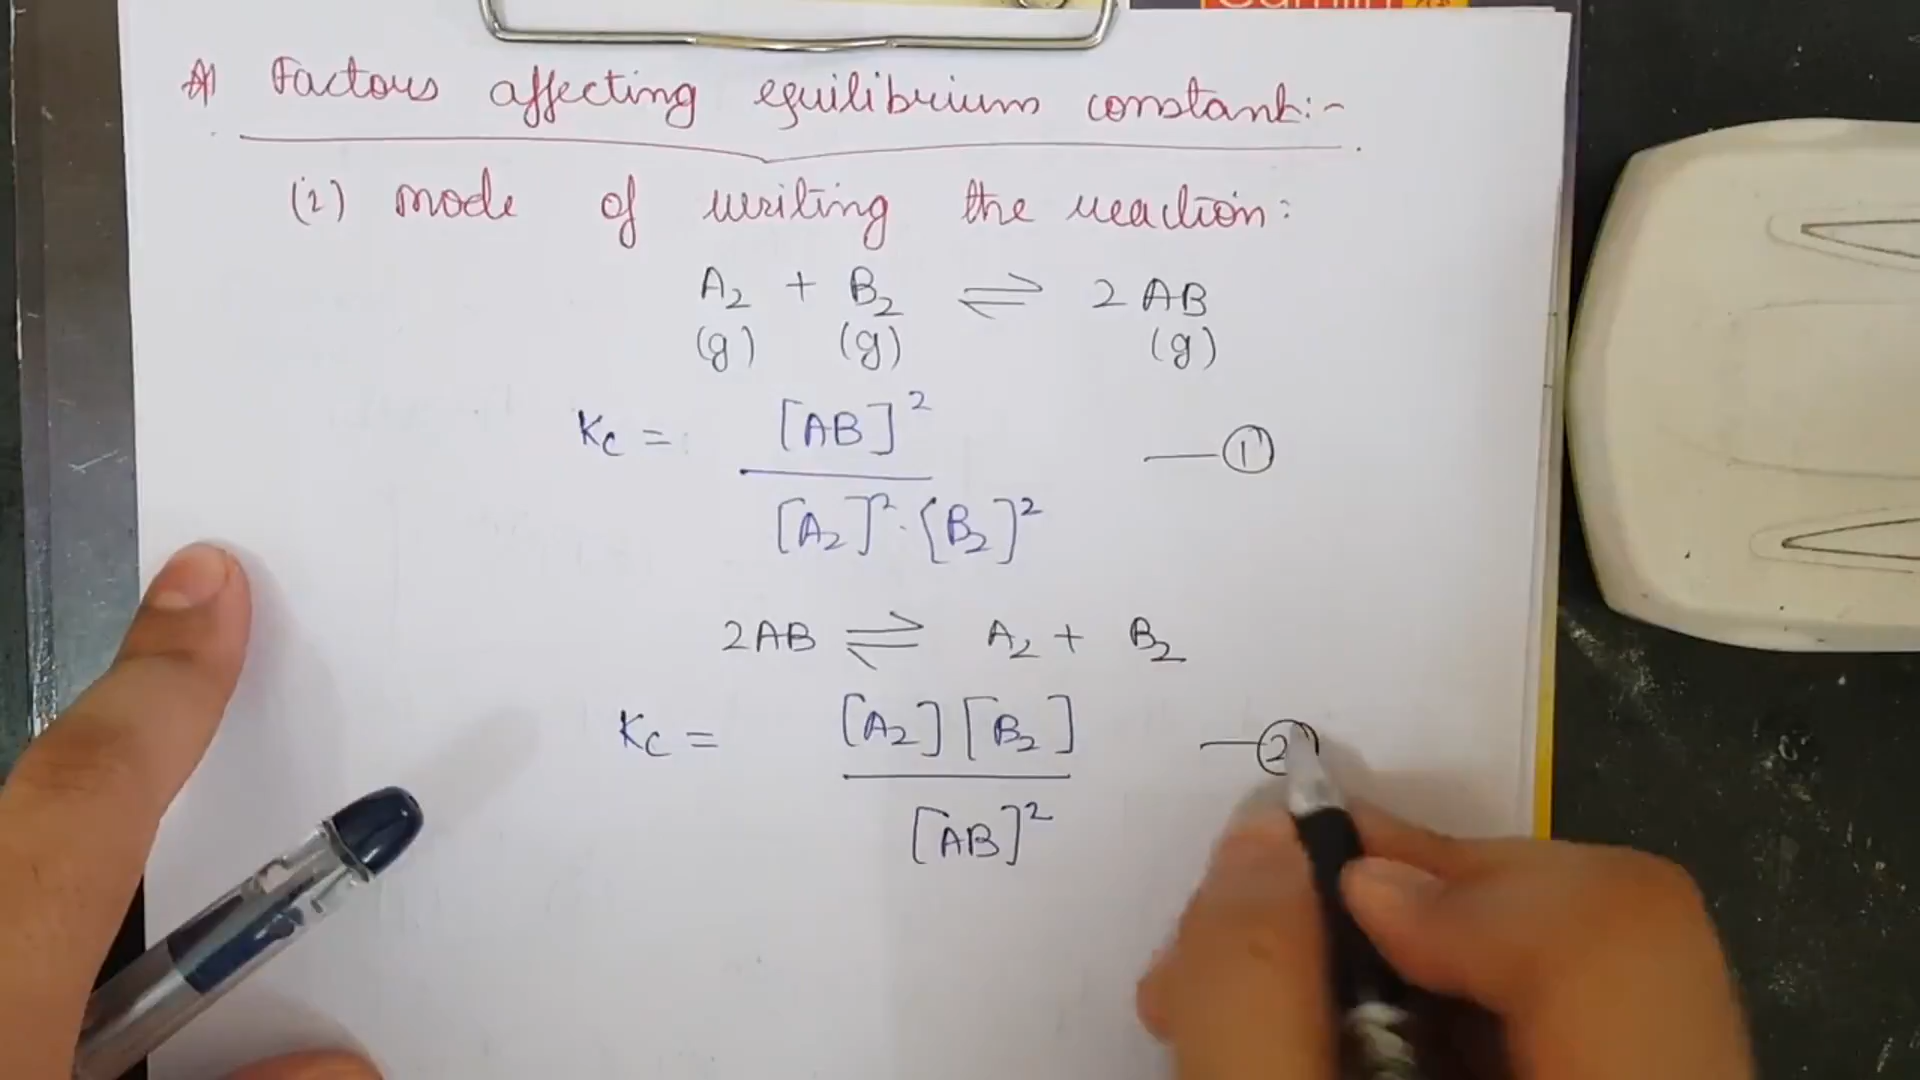 Factors affecting equilibrium constant:-
(i) mode of writing the reaction:
A₂ + B₂ ⇌ 2AB
(g) (g) (g)
Kc = [AB]² / [A₂]² · [B₂]² — ①
2AB ⇌ A₂ + B₂
Kc = [A₂] [B₂] / [AB]² — ②